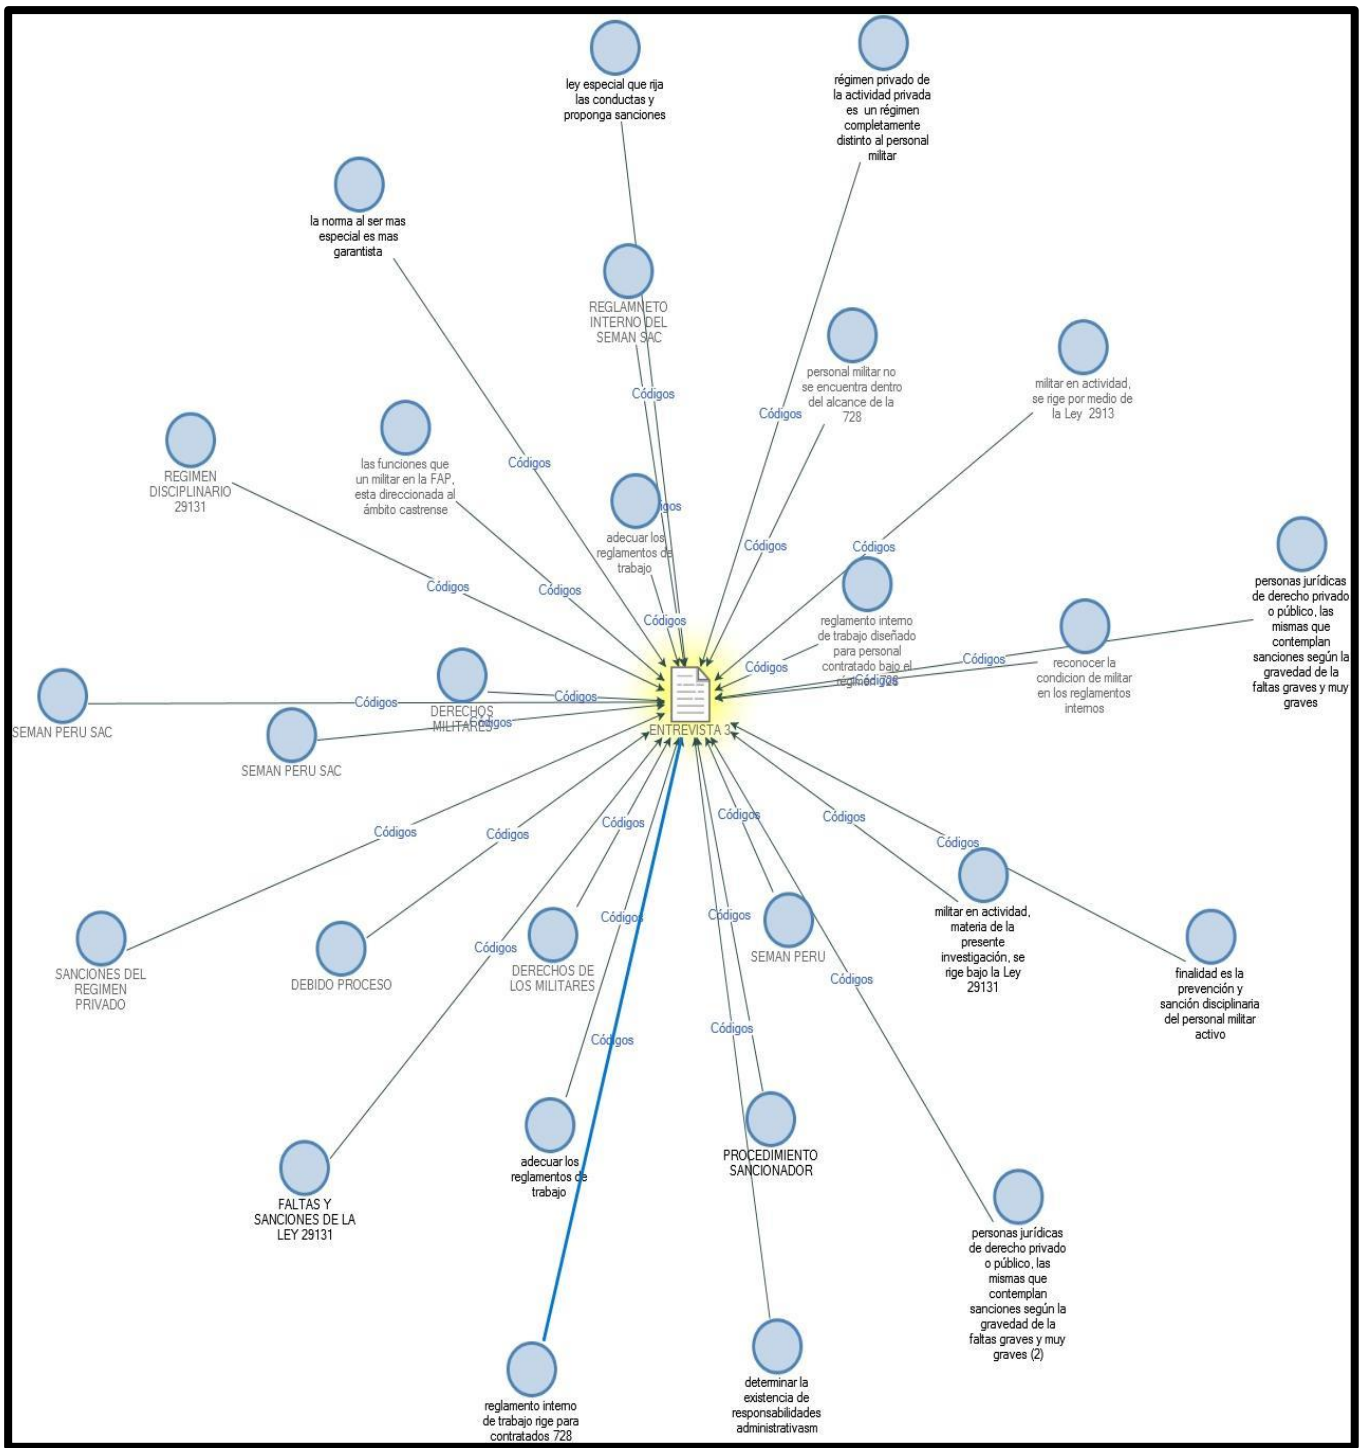 ley especial que rija
las conductas y
proponga sanciones
régimen privado de
la actividad privada
es un régimen
completamente
distinto al personal
militar
la norma al ser mas
especial es mas
garantista
REGLAMNETO
INTERNO DEL
SEMAN SAC
personal militar no
se encuentra dentro
del alcance de la
728
militar en actividad,
se rige por medio de
la Ley 2913
Códigos
Códigos
REGIMEN
DISCIPLINARIO
29131
las funciones que
un militar en la FAP,
esta direccionada al
ámbito castrense
Códigos
Códigos
adecuar los
reglamentos de
trabajo
Códigos
Códigos
personas jurídicas
de derecho privado
o público, las
mismas que
contemplan
sanciones según la
gravedad de la
faltas graves y muy
graves
Códigos
Códigos
Códigos
reglamento interno
de trabajo diseñado
para personal
contratado bajo el
régimen 728
reconocer la
condicion de militar
en los reglamentos
internos
Códigos
Códigos
Códigos
SEMAN PERU SAC
Códigos
Códigos
DERECHOS
MILITARES
Códigos
ENTREVISTA 3
SEMAN PERU SAC
Códigos
Códigos
Códigos
Códigos
Códigos
Códigos
SANCIONES DEL
REGIMEN
PRIVADO
DEBIDO PROCESO
Códigos
DERECHOS DE
LOS MILITARES
Códigos
Códigos
SEMAN PERU
Códigos
militar en actividad,
materia de la
presente
investigación, se
rige bajo la Ley
29131
finalidad es la
prevención y
sanción disciplinaria
del personal militar
activo
Códigos
Códigos
adecuar los
reglamentos de
trabajo
PROCEDIMIENTO
SANCIONADOR
FALTAS Y
SANCIONES DE LA
LEY 29131
personas jurídicas
de derecho privado
o público, las
mismas que
contemplan
sanciones según la
gravedad de la
faltas graves y muy
graves (2)
reglamento interno
de trabajo rige para
contratados 728
determinar la
existencia de
responsabilidades
administrativasm